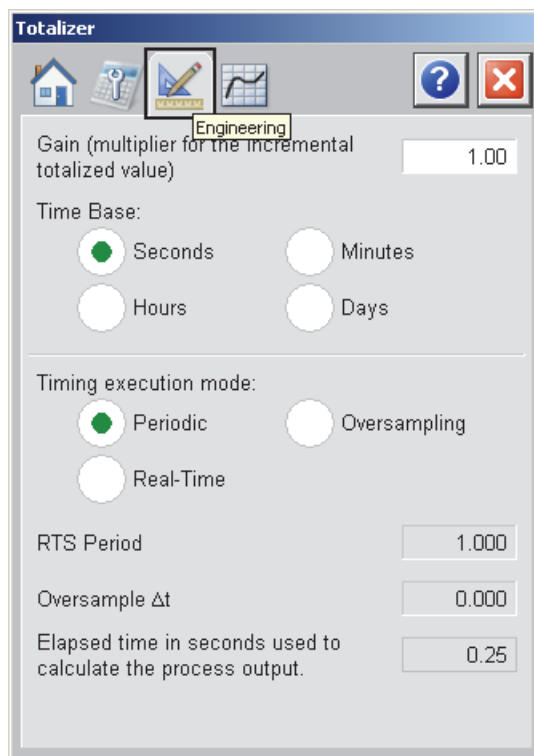 Totalizer
?
Engineering
Gain (multiplier for the incremental
totalized value)
1.00
Time Base:
Seconds
Minutes
Hours
Days
Timing execution mode:
Periodic
Oversampling
Real-Time
RTS Period
1.000
Oversample Δt
0.000
Elapsed time in seconds used to
calculate the process output.
0.25